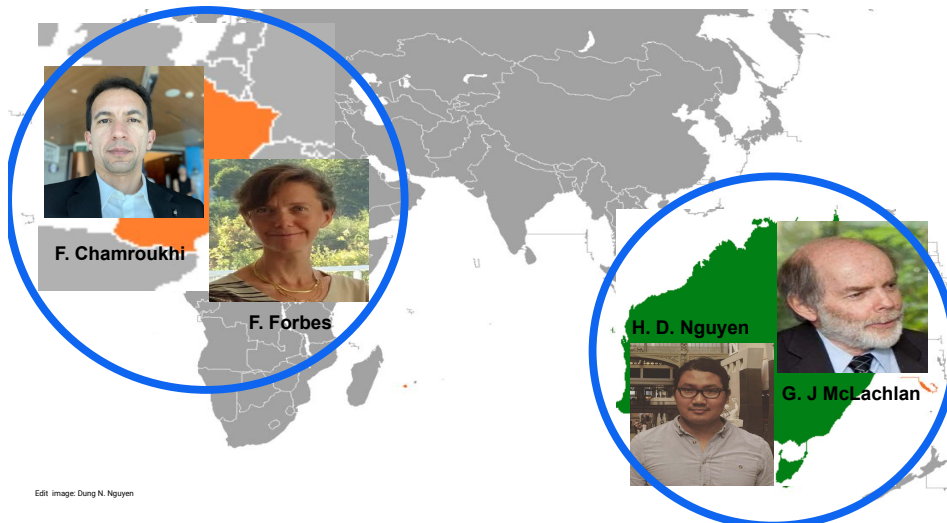 F. Chamroukhi
F. Forbes
H. D. Nguyen
G. J McLachlan
Edit image: Dung N. Nguyen